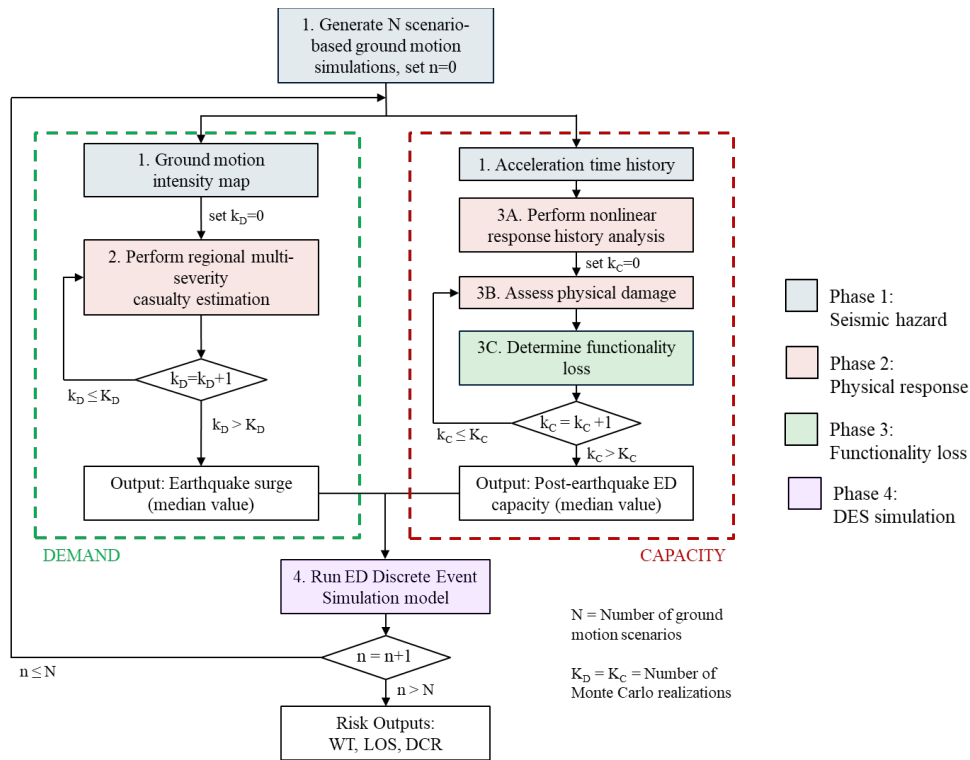 1. Generate N scenario-
based ground motion
simulations, set n=0
1. Ground motion
intensity map
set k_D=0
2. Perform regional multi-
severity
casualty estimation
k_D=k_D+1
k_D ≤ K_D
k_D > K_D
Output: Earthquake surge
(median value)
DEMAND
1. Acceleration time history
3A. Perform nonlinear
response history analysis
set k_C=0
3B. Assess physical damage
3C. Determine functionality
loss
k_C = k_C +1
k_C ≤ K_C
k_C > K_C
Output: Post-earthquake ED
capacity (median value)
CAPACITY
4. Run ED Discrete Event
Simulation model
n = n+1
n ≤ N
n > N
Risk Outputs:
WT, LOS, DCR
Phase 1:
Seismic hazard
Phase 2:
Physical response
Phase 3:
Functionality loss
Phase 4:
DES simulation
N = Number of ground
motion scenarios
K_D = K_C = Number of
Monte Carlo realizations